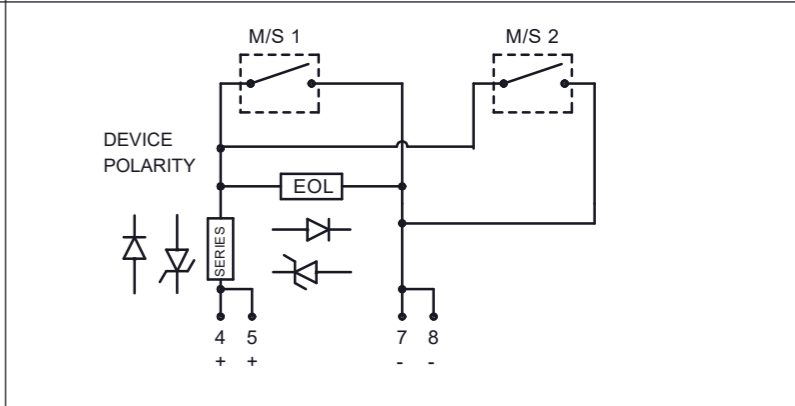 M/S 1
M/S 2
DEVICE
POLARITY
EOL
SERIES
4 5 7 8
+ + - -